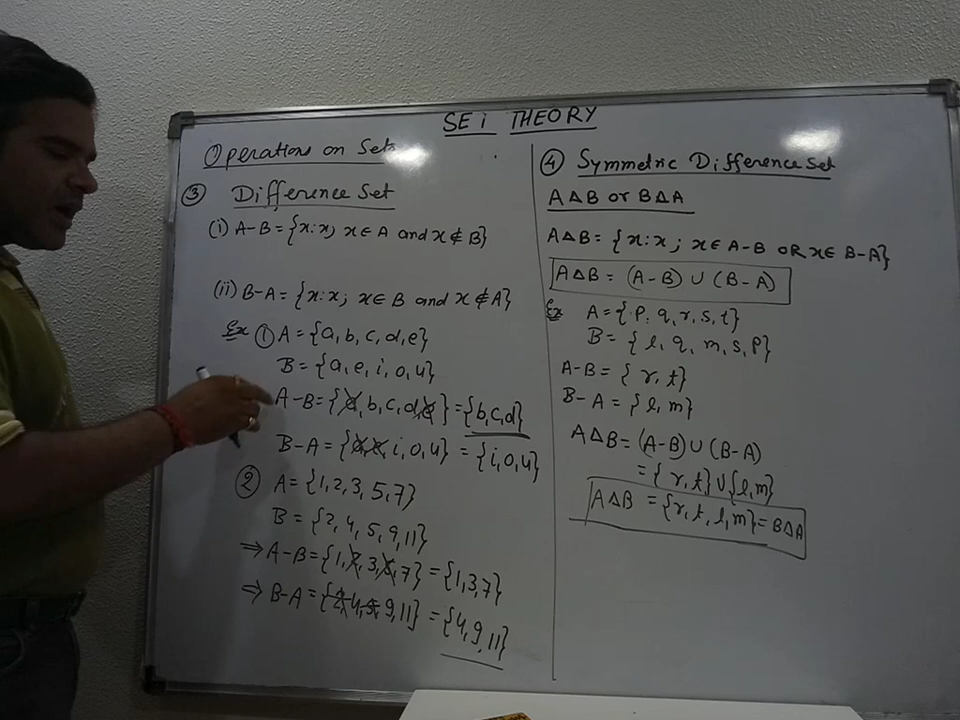 SET THEORY
Operations on Sets
③ Difference Set
(i) A-B = {x:x; x∈A and x∉B}
(ii) B-A = {x:x; x∈B and x∉A}
Ex ① A = {a, b, c, d, e}
B = {a, e, i, o, u}
A-B = {a, b, c, d, e} = {b, c, d}
B-A = {a, e, i, o, u} = {i, o, u}
② A = {1, 2, 3, 5, 7}
B = {2, 4, 5, 9, 11}
⇒ A-B = {1, 2, 3, 5, 7} = {1, 3, 7}
⇒ B-A = {2, 4, 5, 9, 11} = {4, 9, 11}
④ Symmetric Difference Set
A∆B or B∆A
A∆B = {x:x; x∈A-B OR x∈B-A}
A∆B = (A-B) ∪ (B-A)
Ex A = {p, q, r, s, t}
B = {l, q, m, s, p}
A-B = {r, t}
B-A = {l, m}
A∆B = (A-B) ∪ (B-A)
= {r, t} ∪ {l, m}
A∆B = {r, t, l, m} = B∆A